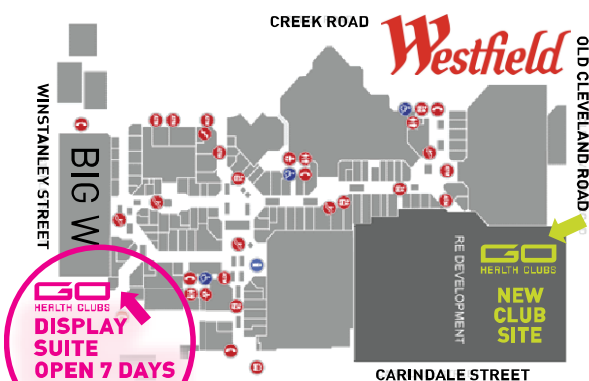 CREEK ROAD
Westfield
OLD CLEVELAND ROAD
WINSTANLEY STREET
BIG W
RE DEVELOPMENT
GO
HEALTH CLUBS
NEW
CLUB
SITE
GO
HEALTH CLUBS
DISPLAY
SUITE
OPEN 7 DAYS
CARINDALE STREET